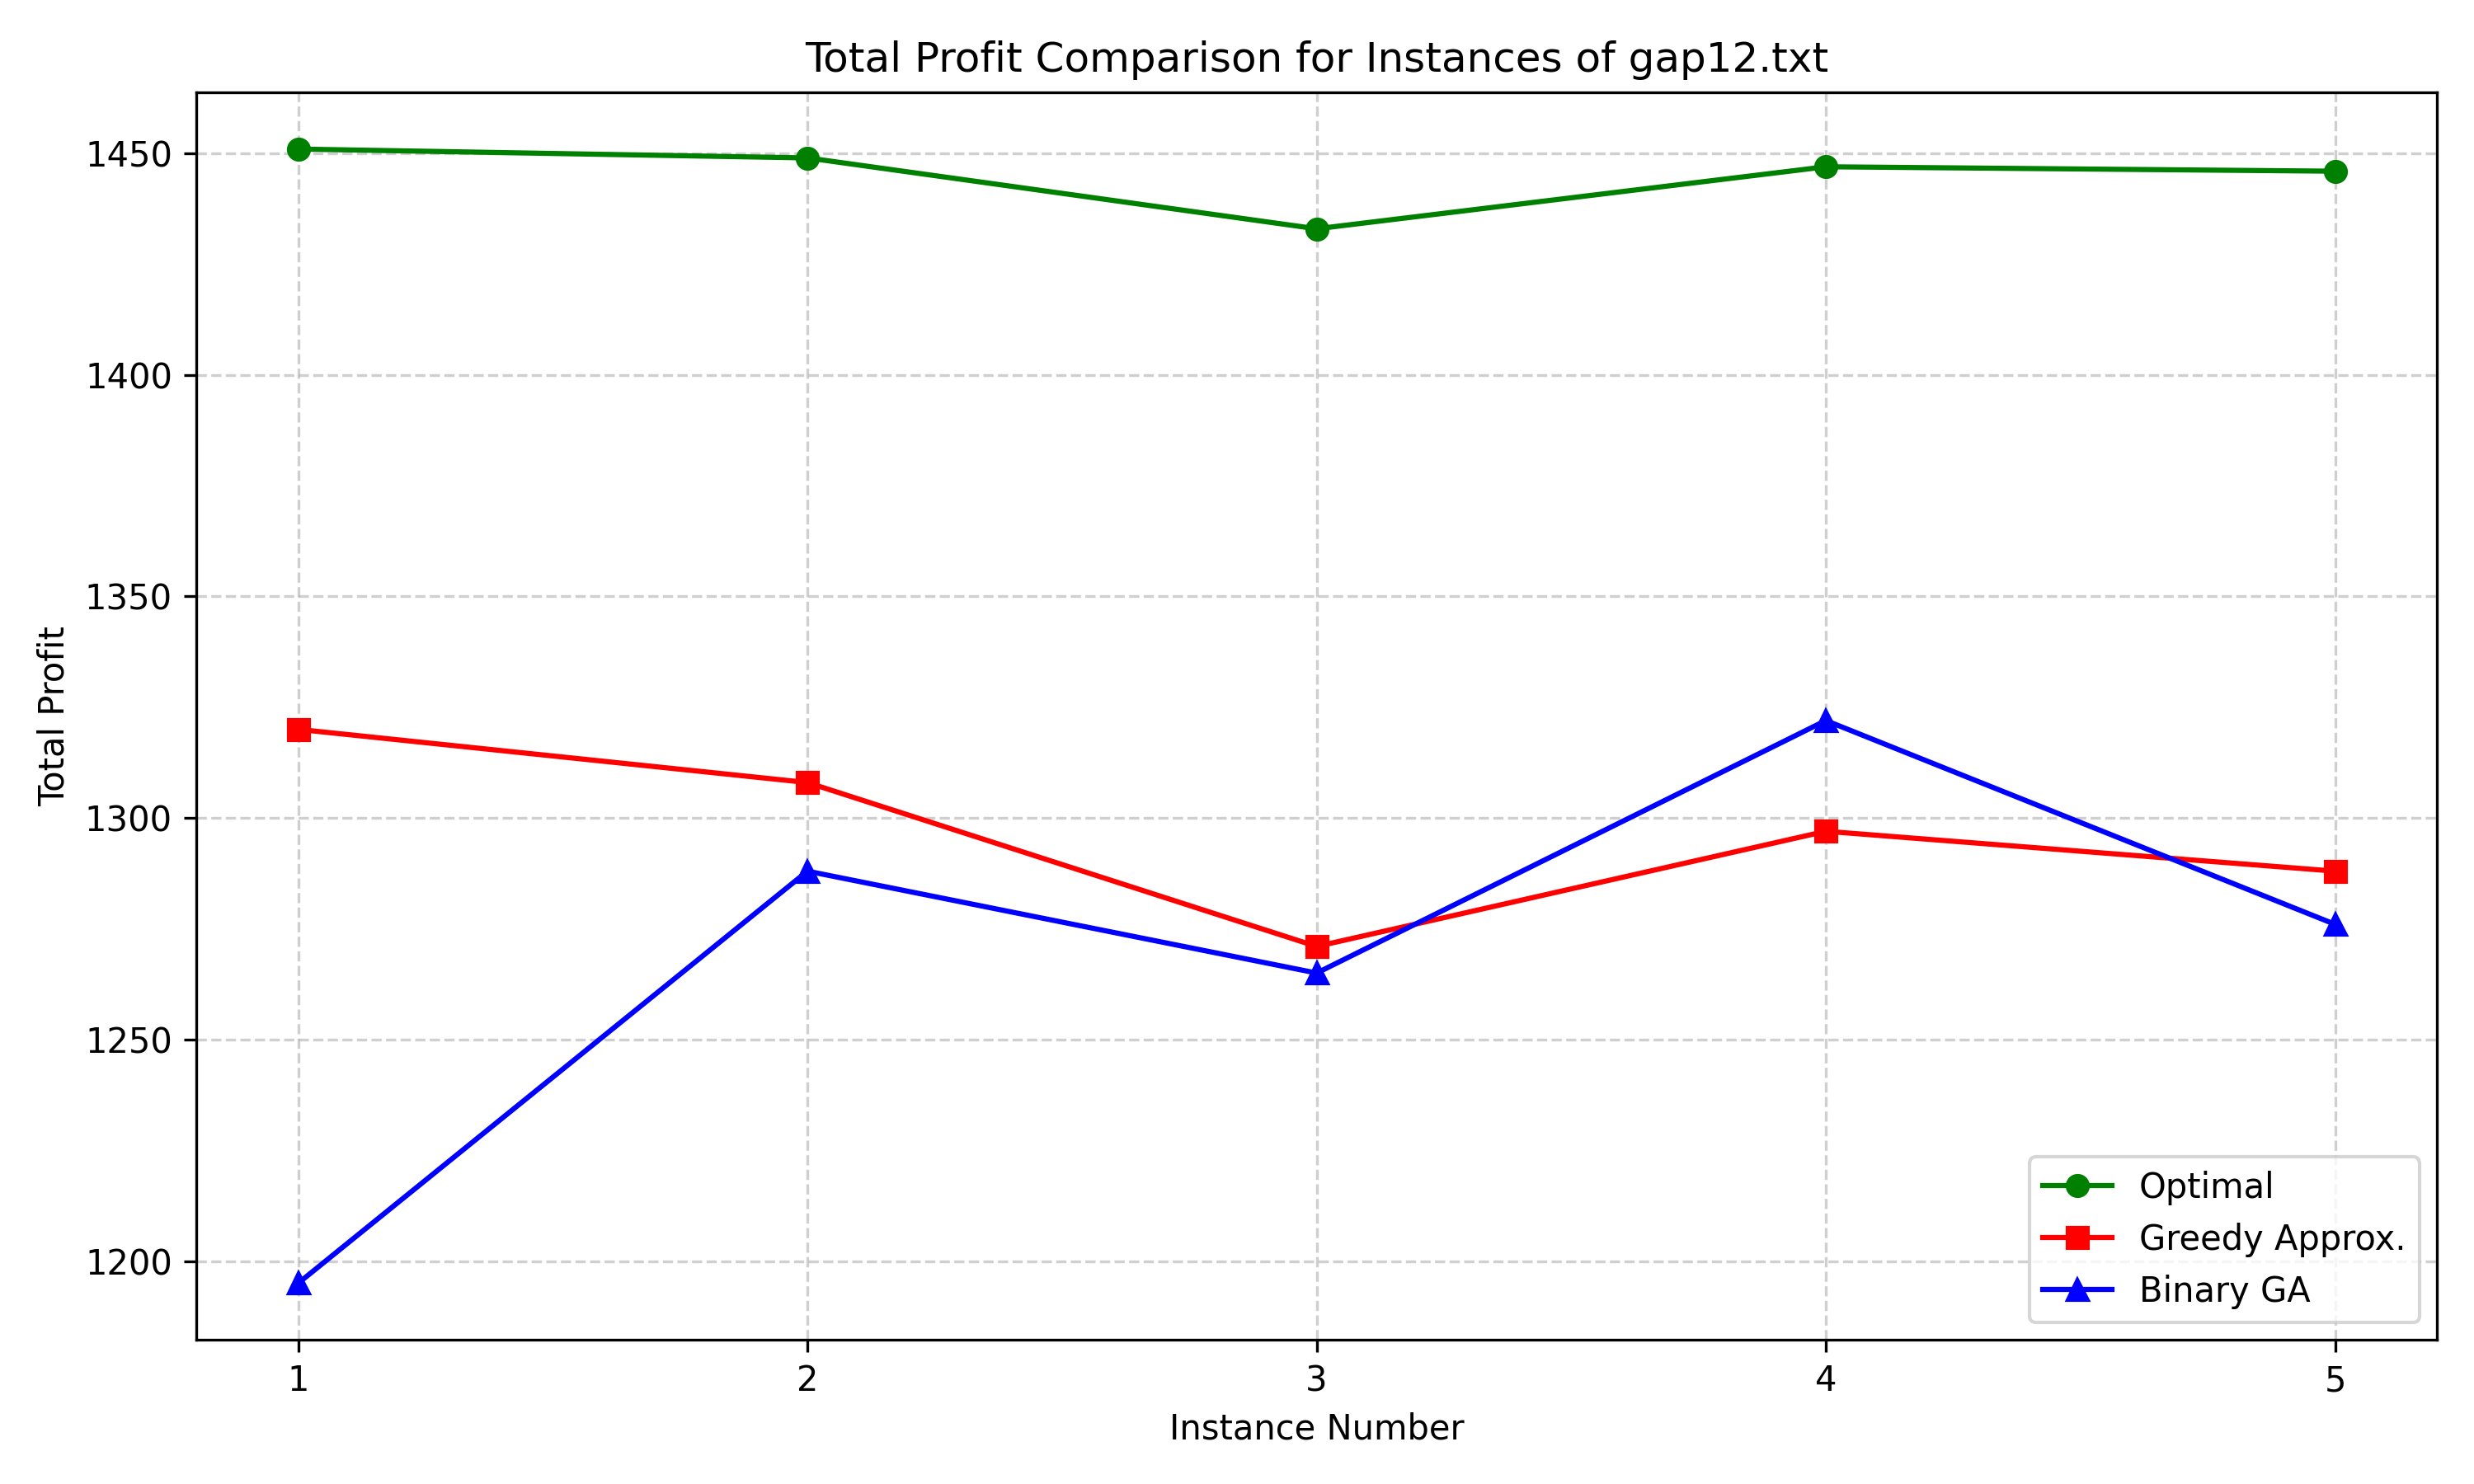 Total Profit Comparison for Instances of gap12.txt
Total Profit
1450
1400
1350
1300
1250
1200
1 2 3 4 5
Instance Number
Optimal
Greedy Approx.
Binary GA